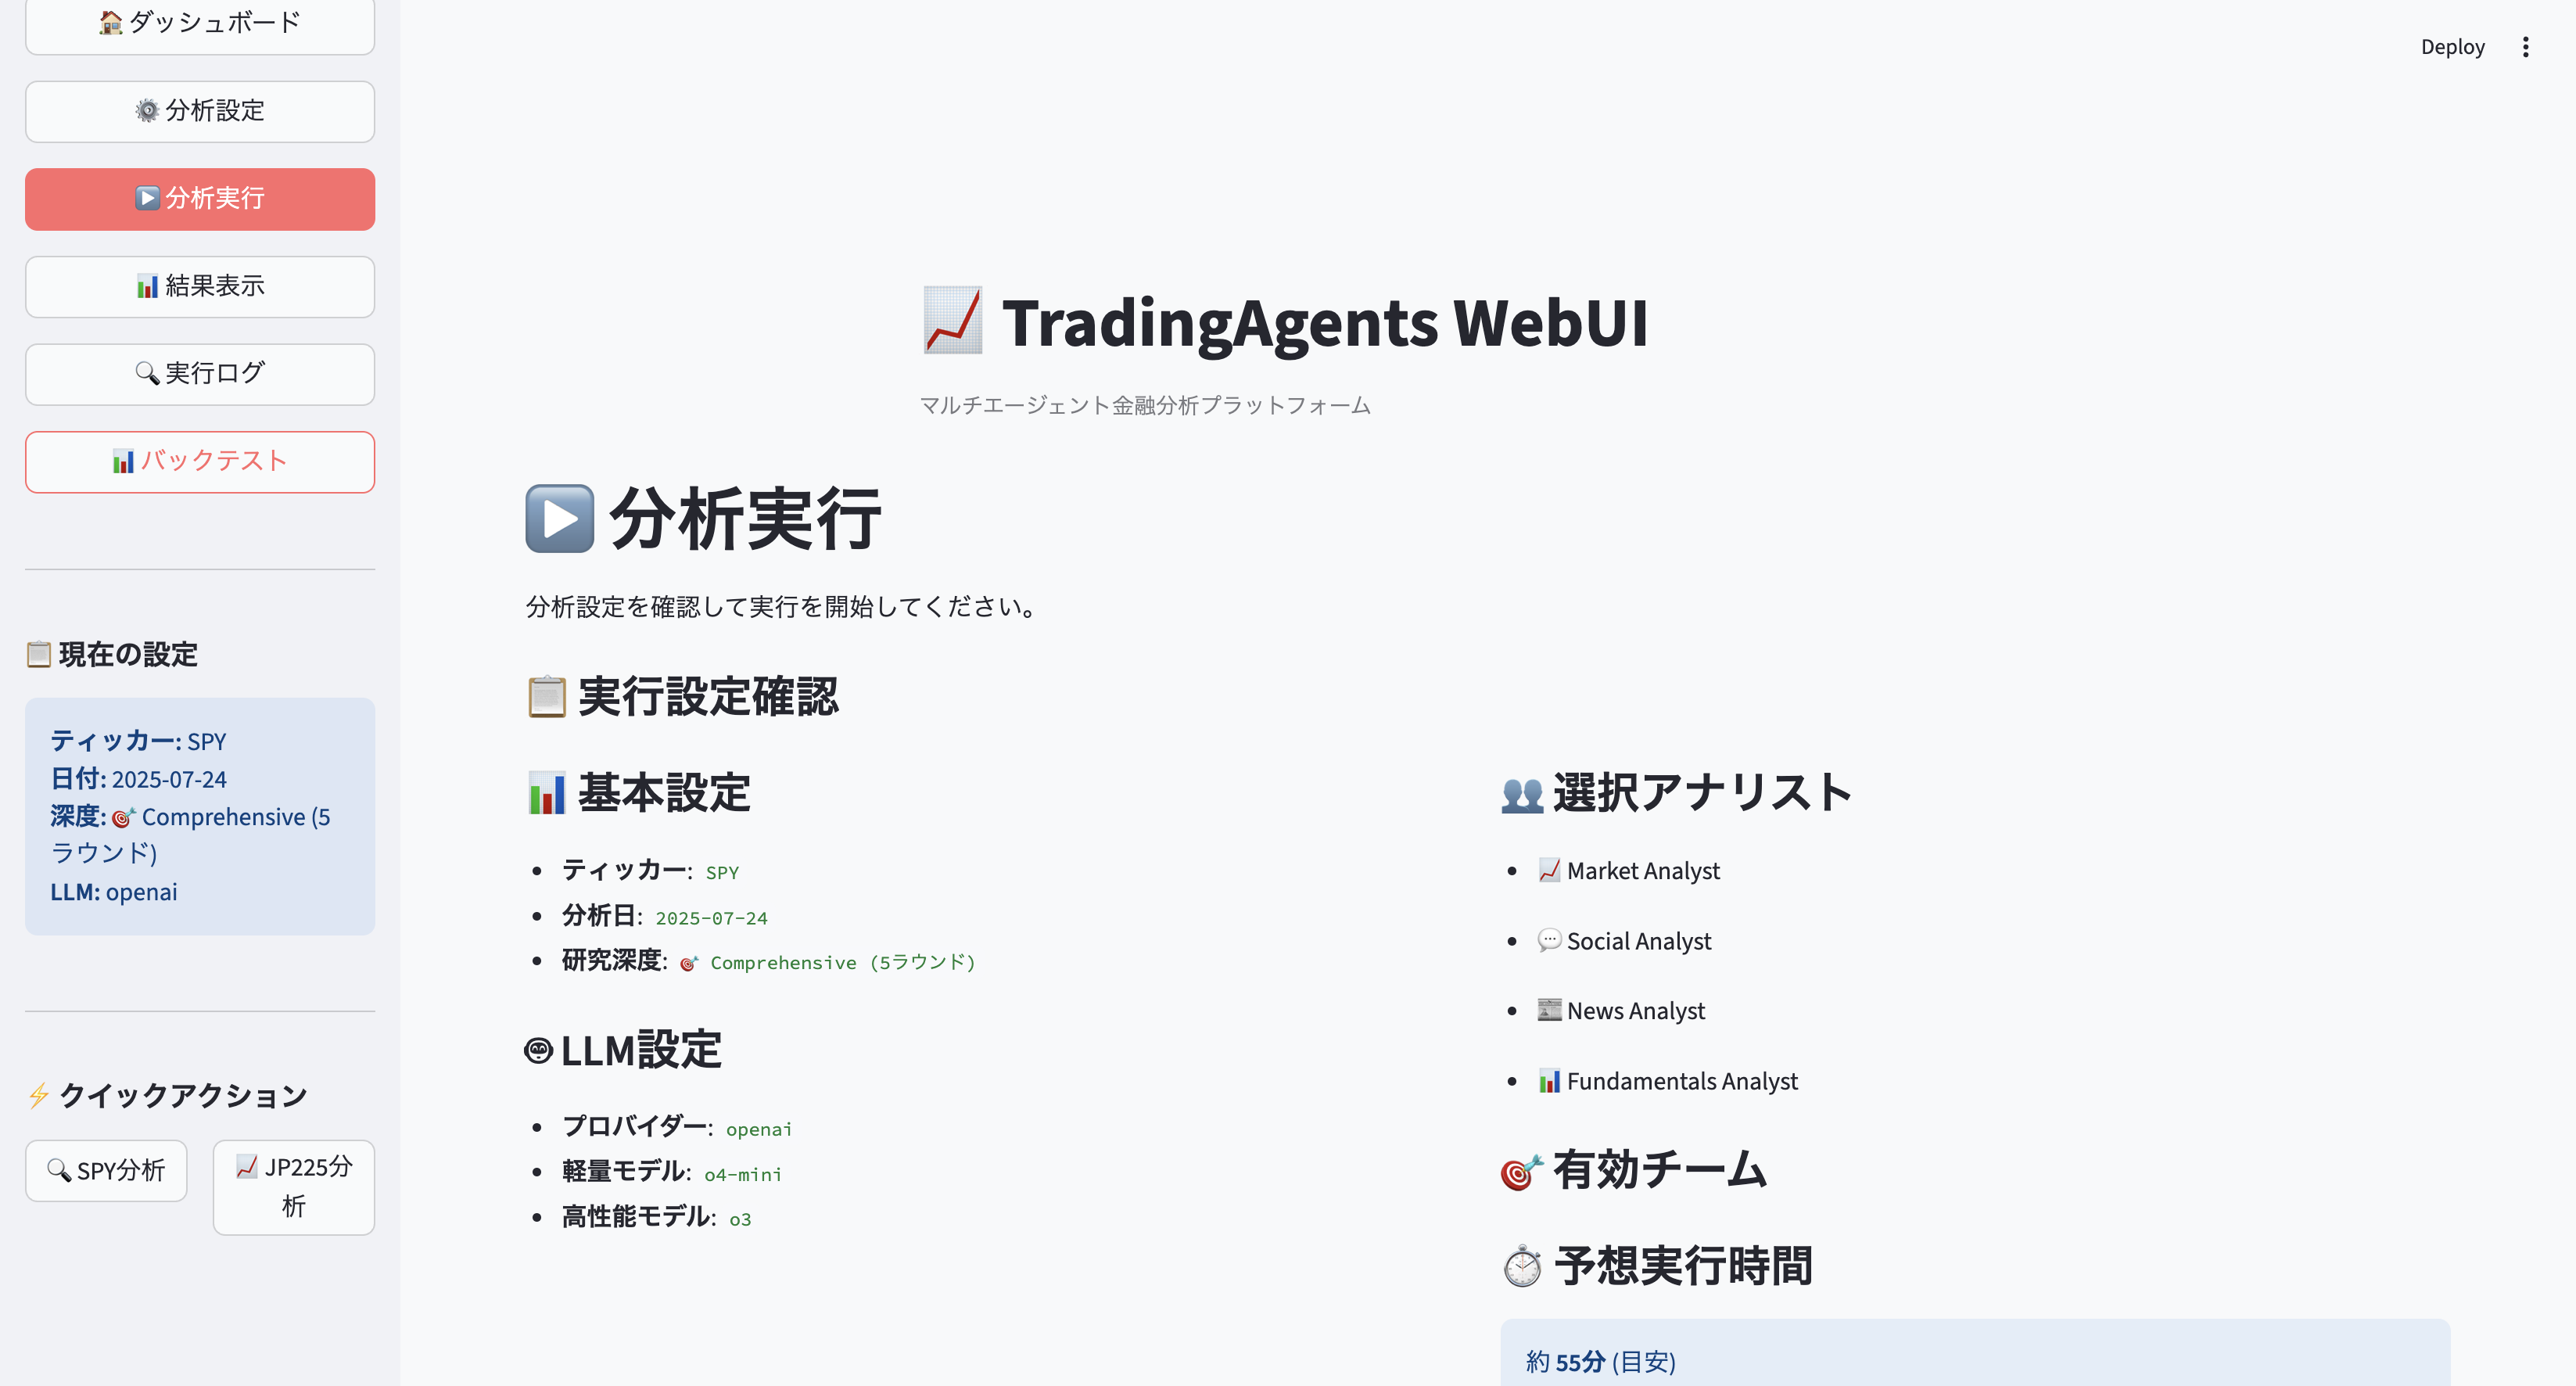 🏠 ダッシュボード
⚙️ 分析設定
▶️ 分析実行
📊 結果表示
🔍 実行ログ
📊 バックテスト
📋 現在の設定
ティッカー: SPY
日付: 2025-07-24
深度: 🎯 Comprehensive (5
ラウンド)
LLM: openai
⚡ クイックアクション
🔍 SPY分析
📈 JP225分
析
Deploy
📈 TradingAgents WebUI
マルチエージェント金融分析プラットフォーム
▶️ 分析実行
分析設定を確認して実行を開始してください。
📋 実行設定確認
📊 基本設定
• ティッカー: SPY
• 分析日: 2025-07-24
• 研究深度: 🎯 Comprehensive (5ラウンド)
LLM設定
• プロバイダー: openai
• 軽量モデル: o4-mini
• 高性能モデル: o3
👥 選択アナリスト
• 📈 Market Analyst
• 💬 Social Analyst
• 📰 News Analyst
• 📊 Fundamentals Analyst
🎯 有効チーム
⏱️ 予想実行時間
約 55分 (目安)